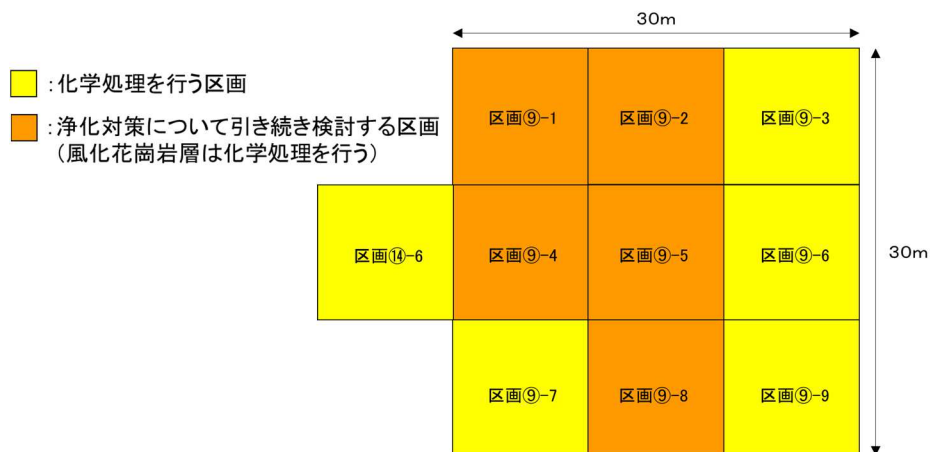 30m
：化学処理を行う区画
：浄化対策について引き続き検討する区画
（風化花崗岩層は化学処理を行う）
区画⑨-1
区画⑨-2
区画⑨-3
区画⑭-6
区画⑨-4
区画⑨-5
区画⑨-6
30m
区画⑨-7
区画⑨-8
区画⑨-9